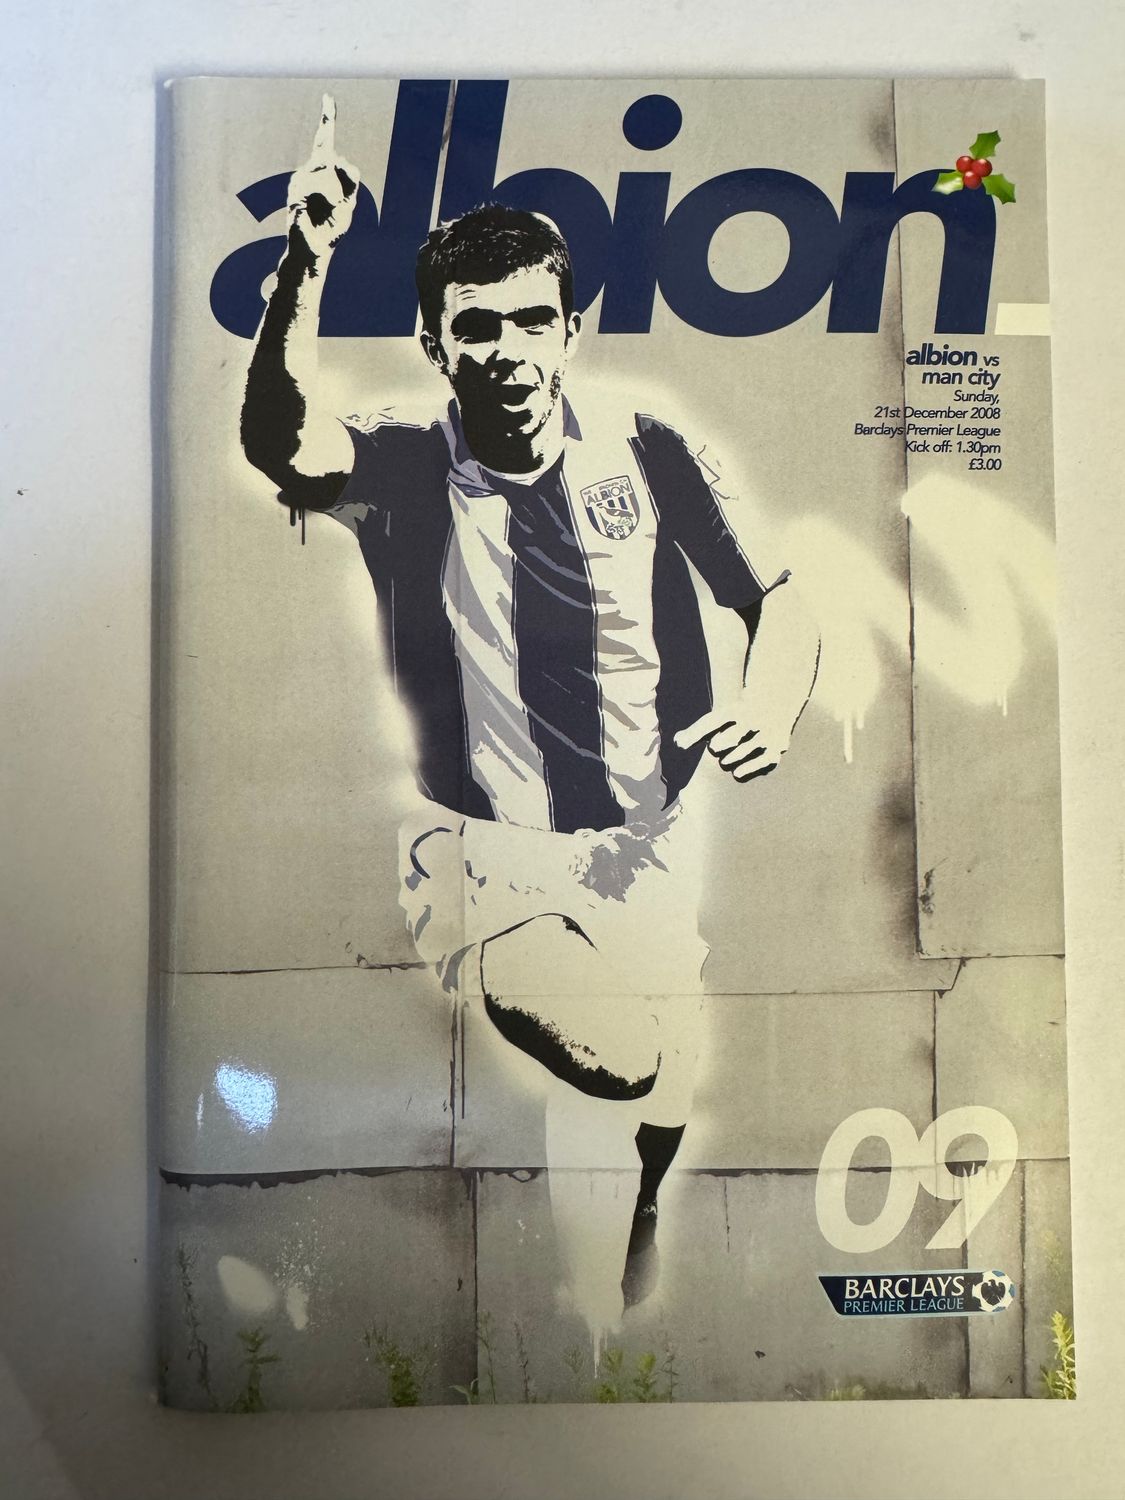 albion
albion vs
man city
Sunday,
21st December 2008
Barclays Premier League
Kick off: 1.30pm
£3.00
ALBION
09
BARCLAYS
PREMIER LEAGUE